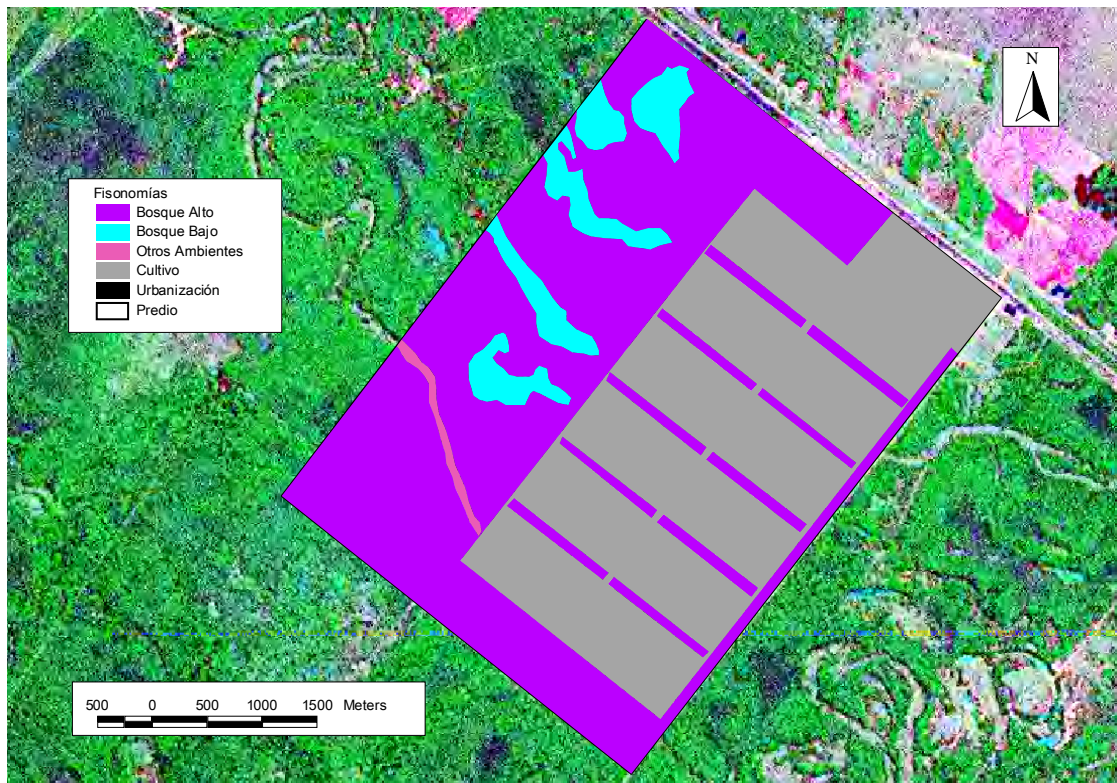 N
Fisonomías
Bosque Alto
Bosque Bajo
Otros Ambientes
Cultivo
Urbanización
Predio
500 0 500 1000 1500 Meters